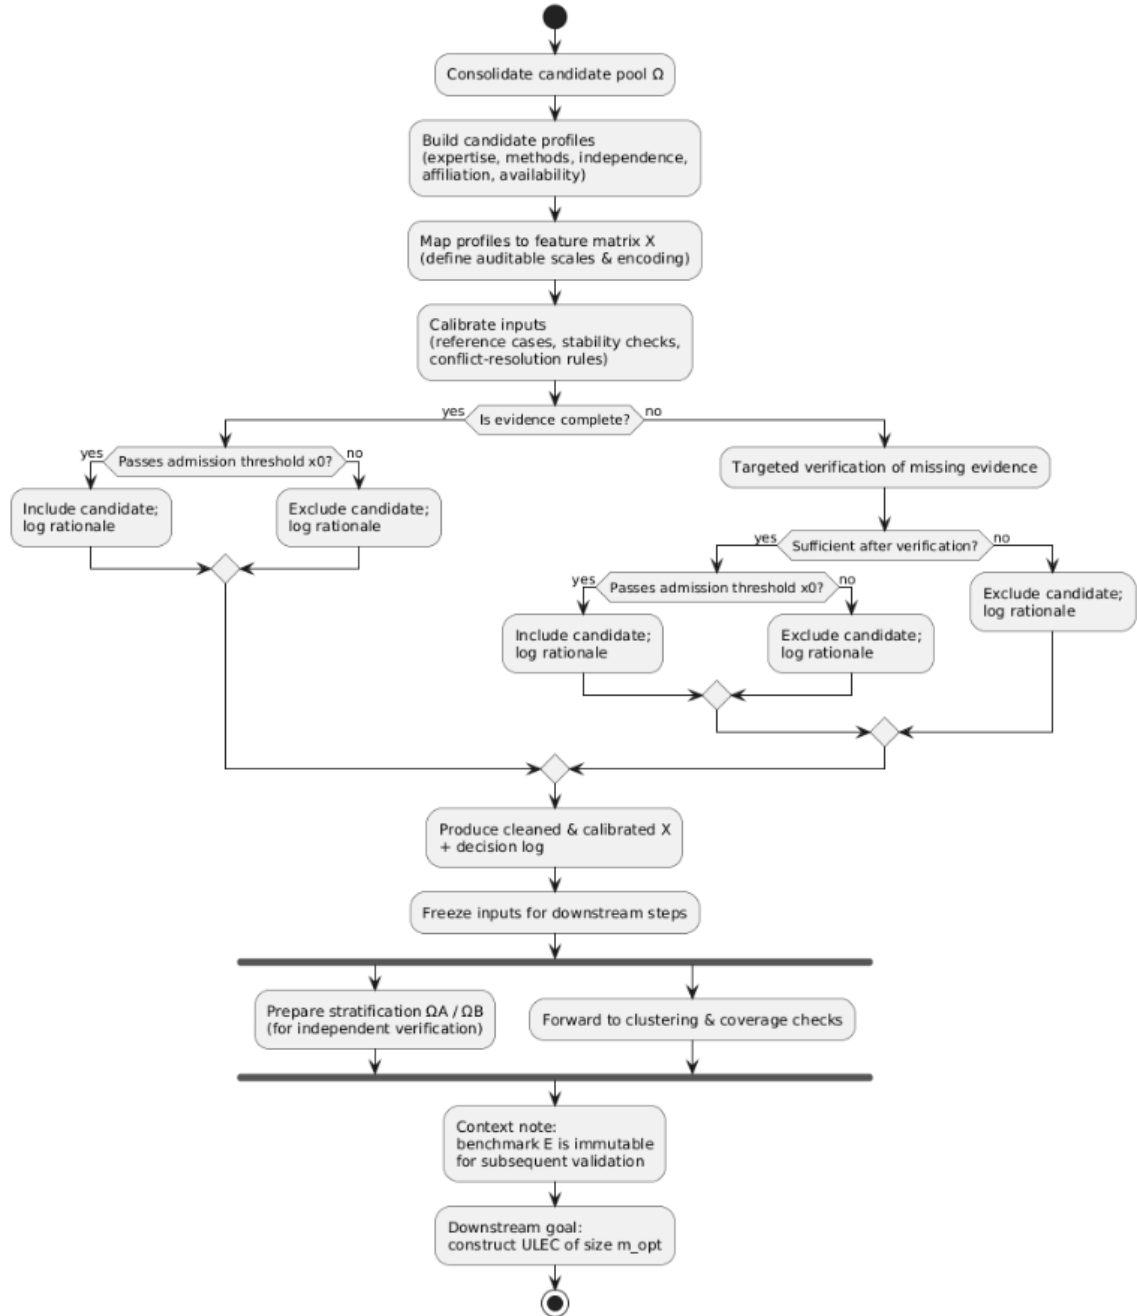 Consolidate candidate pool Ω
Build candidate profiles
(expertise, methods, independence,
affiliation, availability)
Map profiles to feature matrix X
(define auditable scales & encoding)
Calibrate inputs
(reference cases, stability checks,
conflict-resolution rules)
yes
Is evidence complete?
no
yes
Passes admission threshold x0?
no
Include candidate;
log rationale
Exclude candidate;
log rationale
Targeted verification of missing evidence
yes
Sufficient after verification?
no
yes
Passes admission threshold x0?
no
Include candidate;
log rationale
Exclude candidate;
log rationale
Exclude candidate;
log rationale
Produce cleaned & calibrated X
+ decision log
Freeze inputs for downstream steps
Prepare stratification ΩA / ΩB
(for independent verification)
Forward to clustering & coverage checks
Context note:
benchmark E is immutable
for subsequent validation
Downstream goal:
construct ULEC of size m_opt